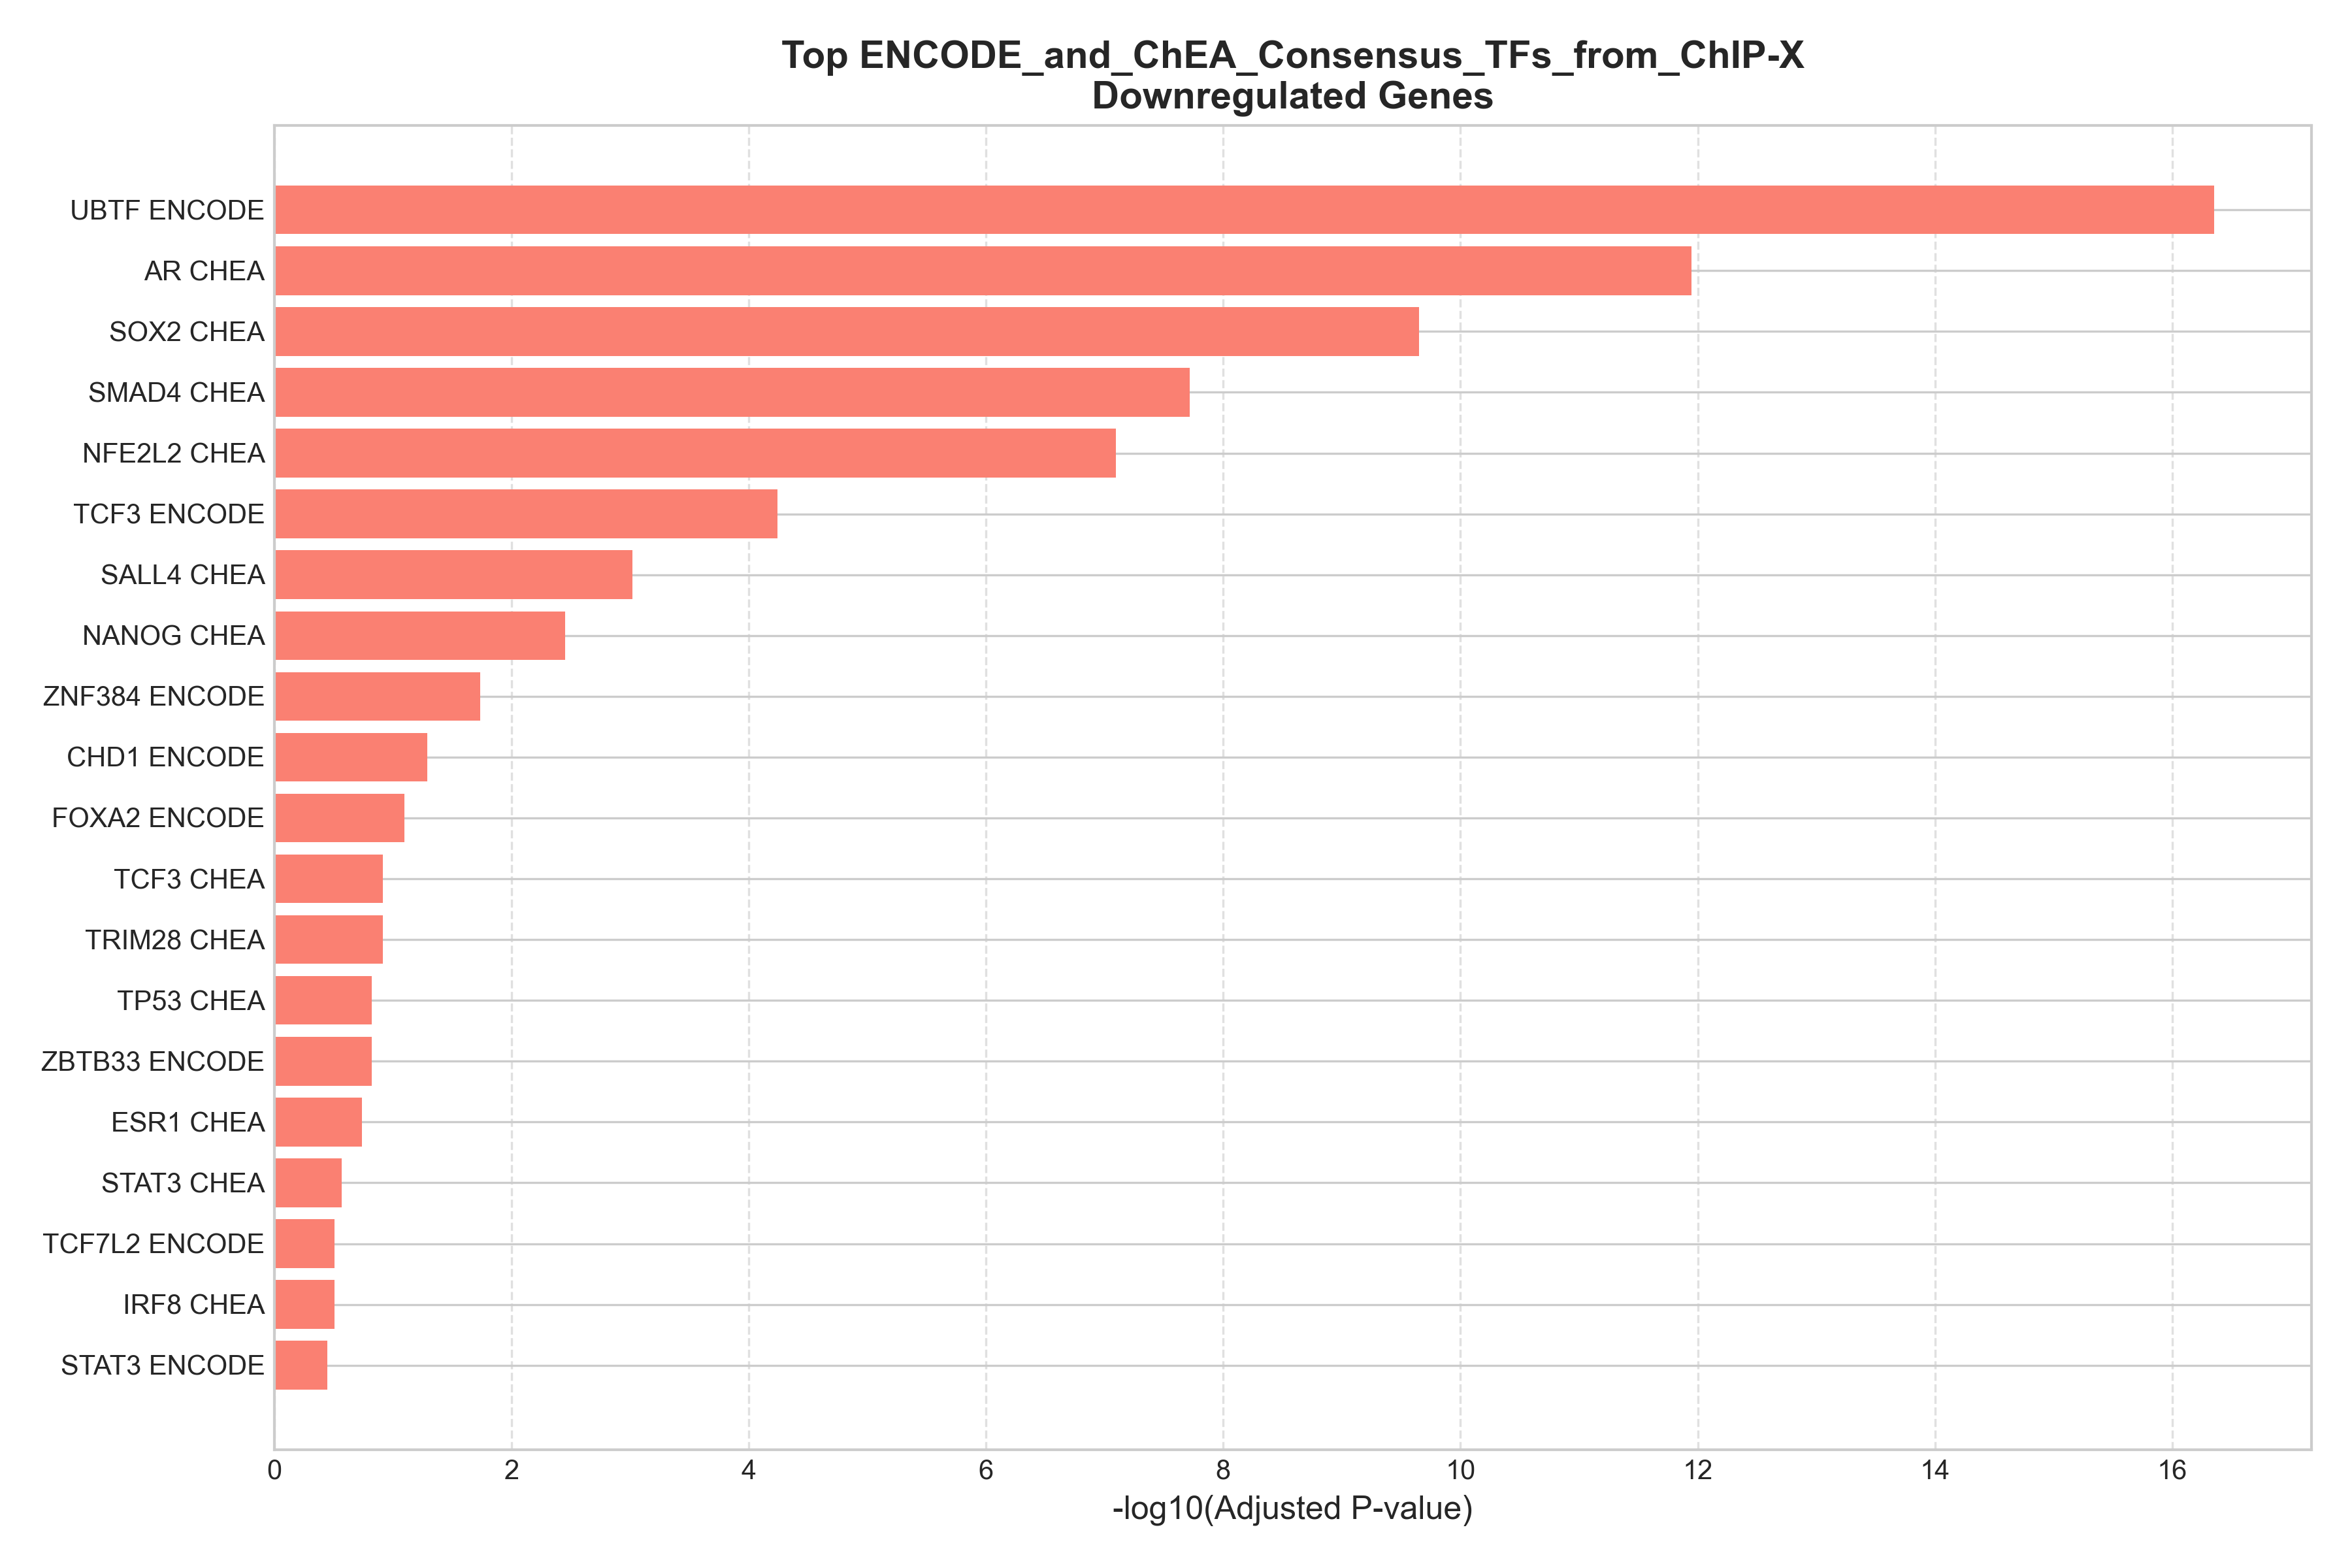 Top ENCODE_and_ChEA_Consensus_TFs_from_ChIP-X
Downregulated Genes
UBTF ENCODE
AR CHEA
SOX2 CHEA
SMAD4 CHEA
NFE2L2 CHEA
TCF3 ENCODE
SALL4 CHEA
NANOG CHEA
ZNF384 ENCODE
CHD1 ENCODE
FOXA2 ENCODE
TCF3 CHEA
TRIM28 CHEA
TP53 CHEA
ZBTB33 ENCODE
ESR1 CHEA
STAT3 CHEA
TCF7L2 ENCODE
IRF8 CHEA
STAT3 ENCODE
0 2 4 6 8 10 12 14 16
-log10(Adjusted P-value)